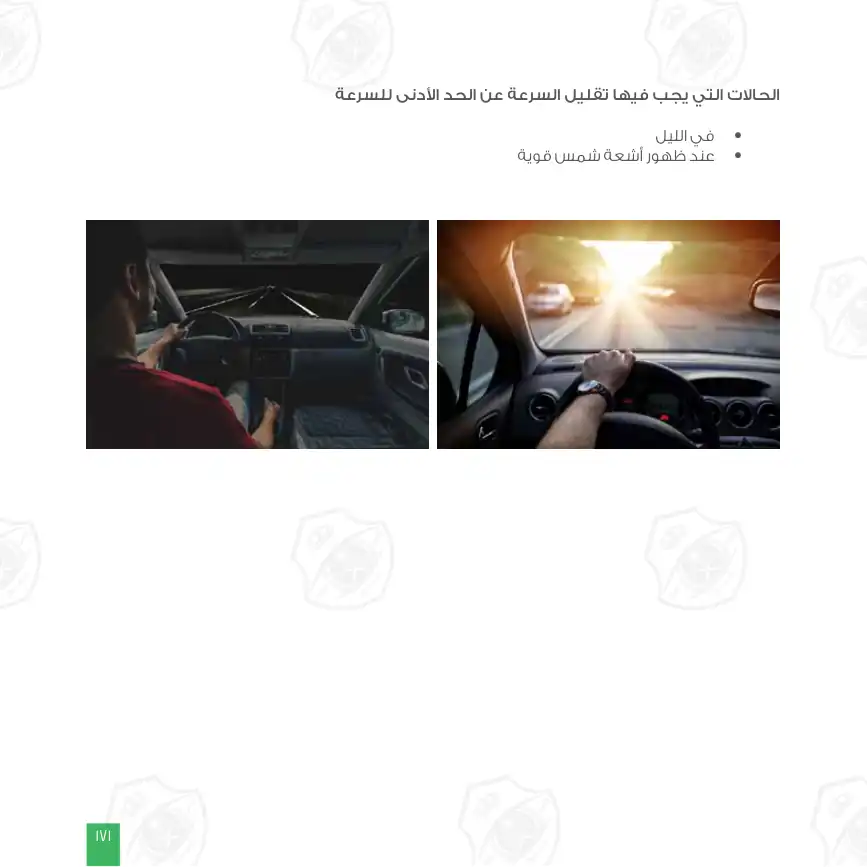 الحالات التي يجب فيها تقليل السرعة عن الحد الأدنى للسرعة
• في الليل
• عند ظهور أشعة شمس قوية
١٧١